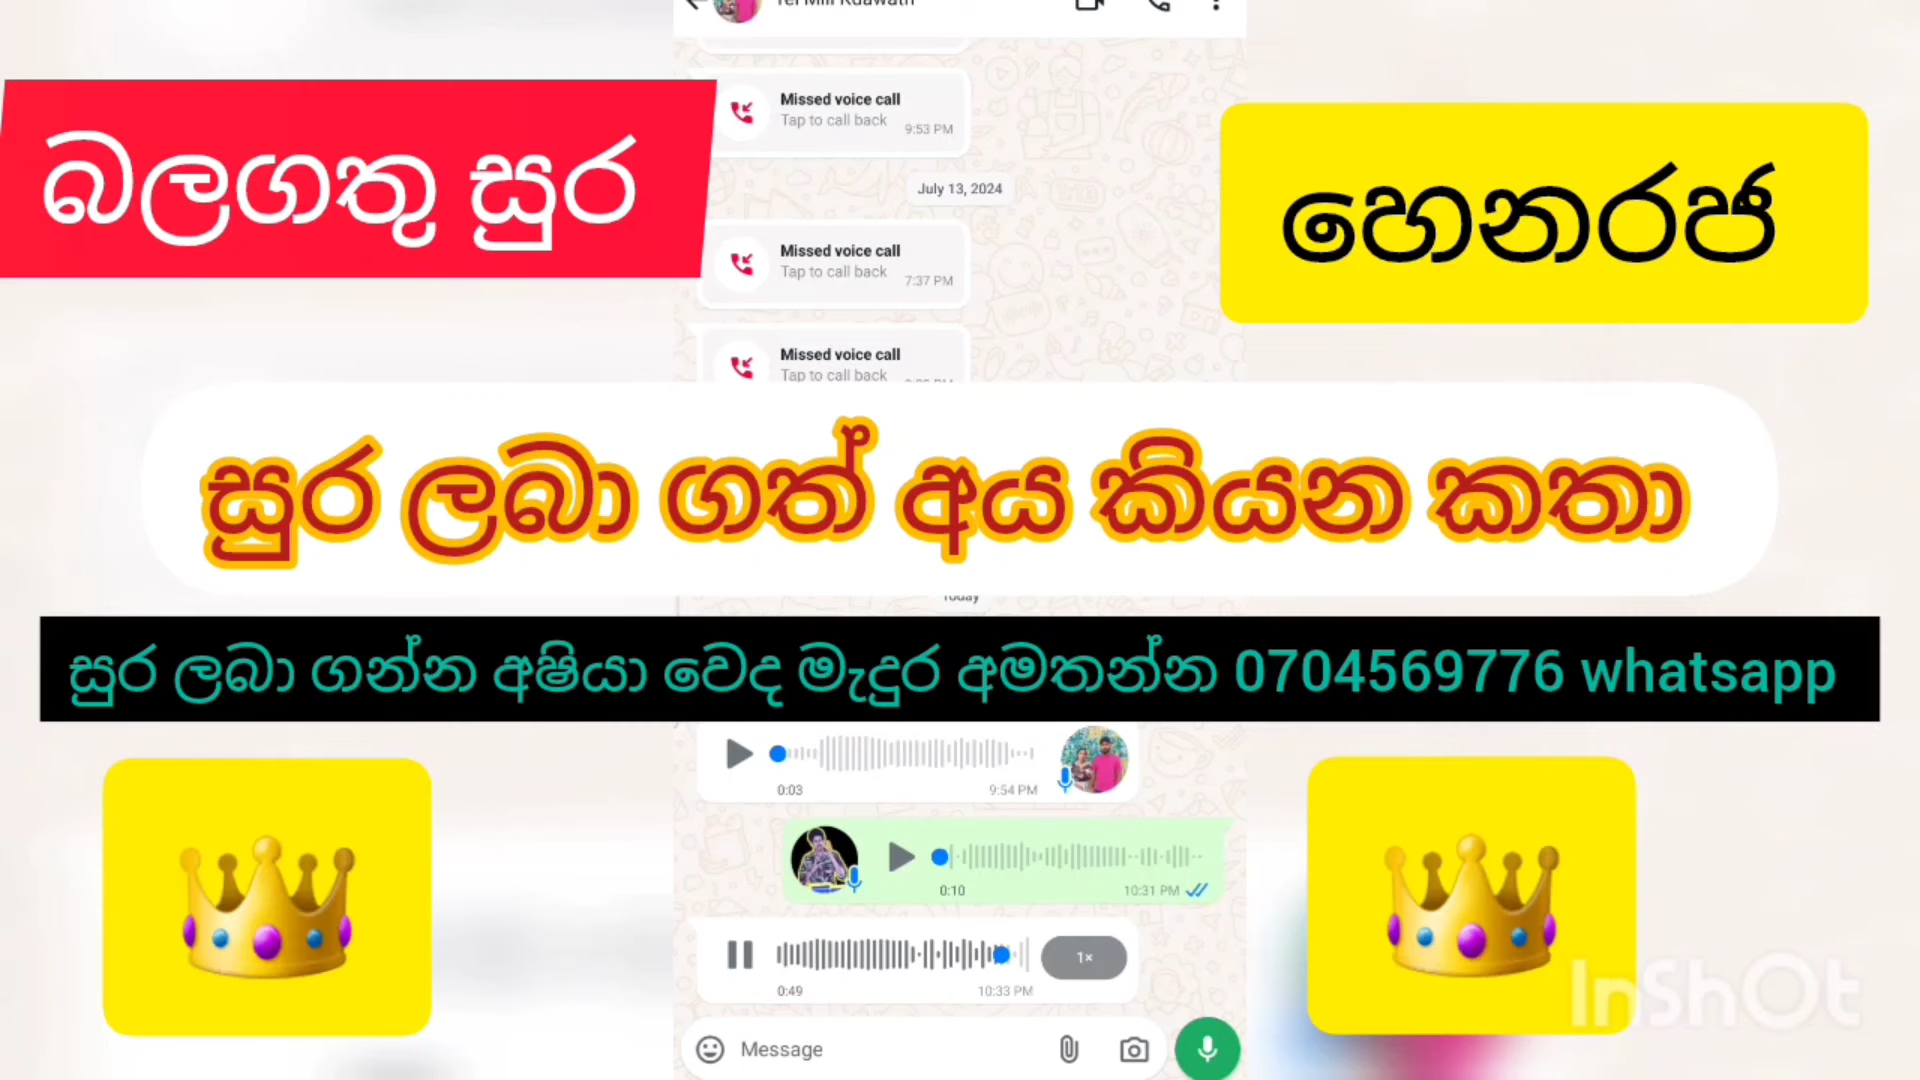 Missed voice call
Tap to call back
9:53 PM
බලගතු සුර
හෙනරජ
July 13, 2024
Missed voice call
Tap to call back
7:37 PM
Missed voice call
Tap to call back
සුර ලබා ගත් අය කියන කතා
Today
සුර ලබා ගන්න අෂියා වෙද මැදුර අමතන්න 0704569776 whatsapp
0:03
9:54 PM
0:10
10:31 PM
1×
0:49
10:33 PM
Message
InShOt